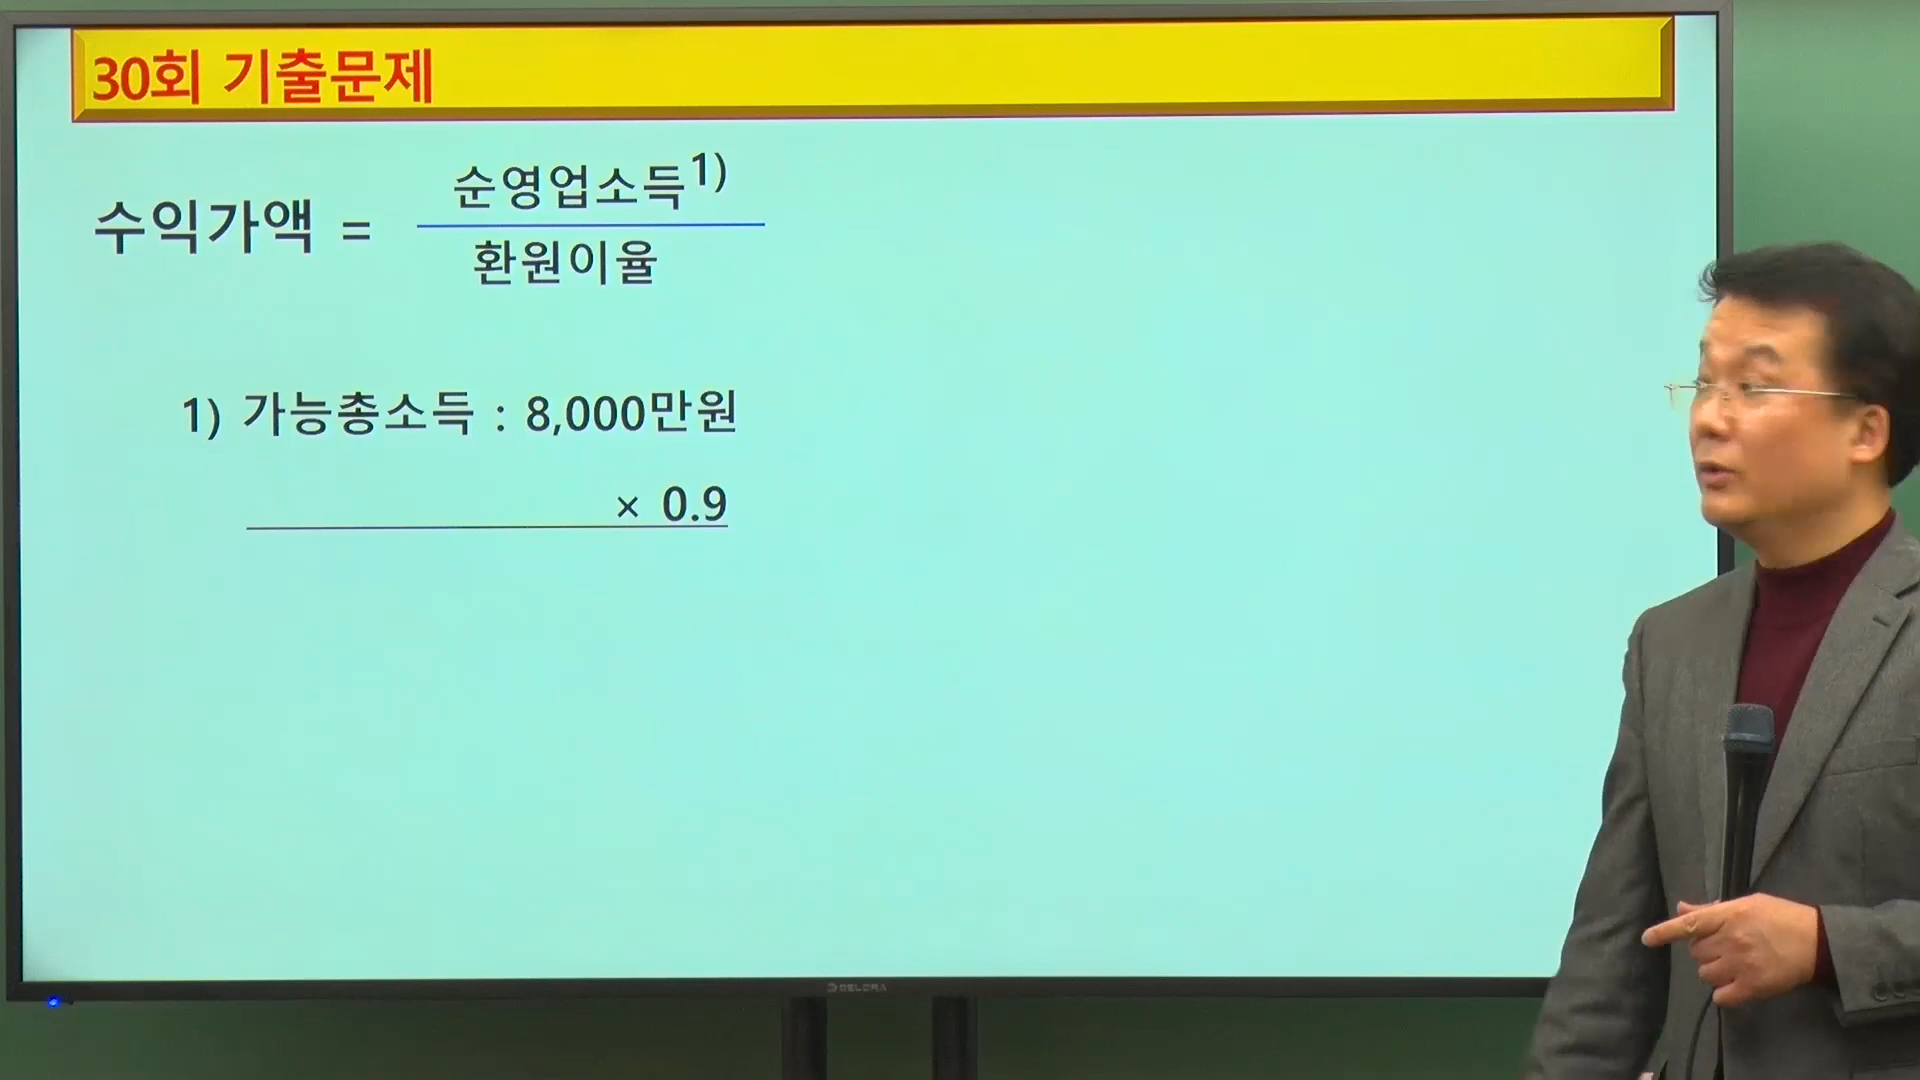 30회 기출문제
수익가액 = 순영업소득1)
환원이율
1) 가능총소득 : 8,000만원
× 0.9